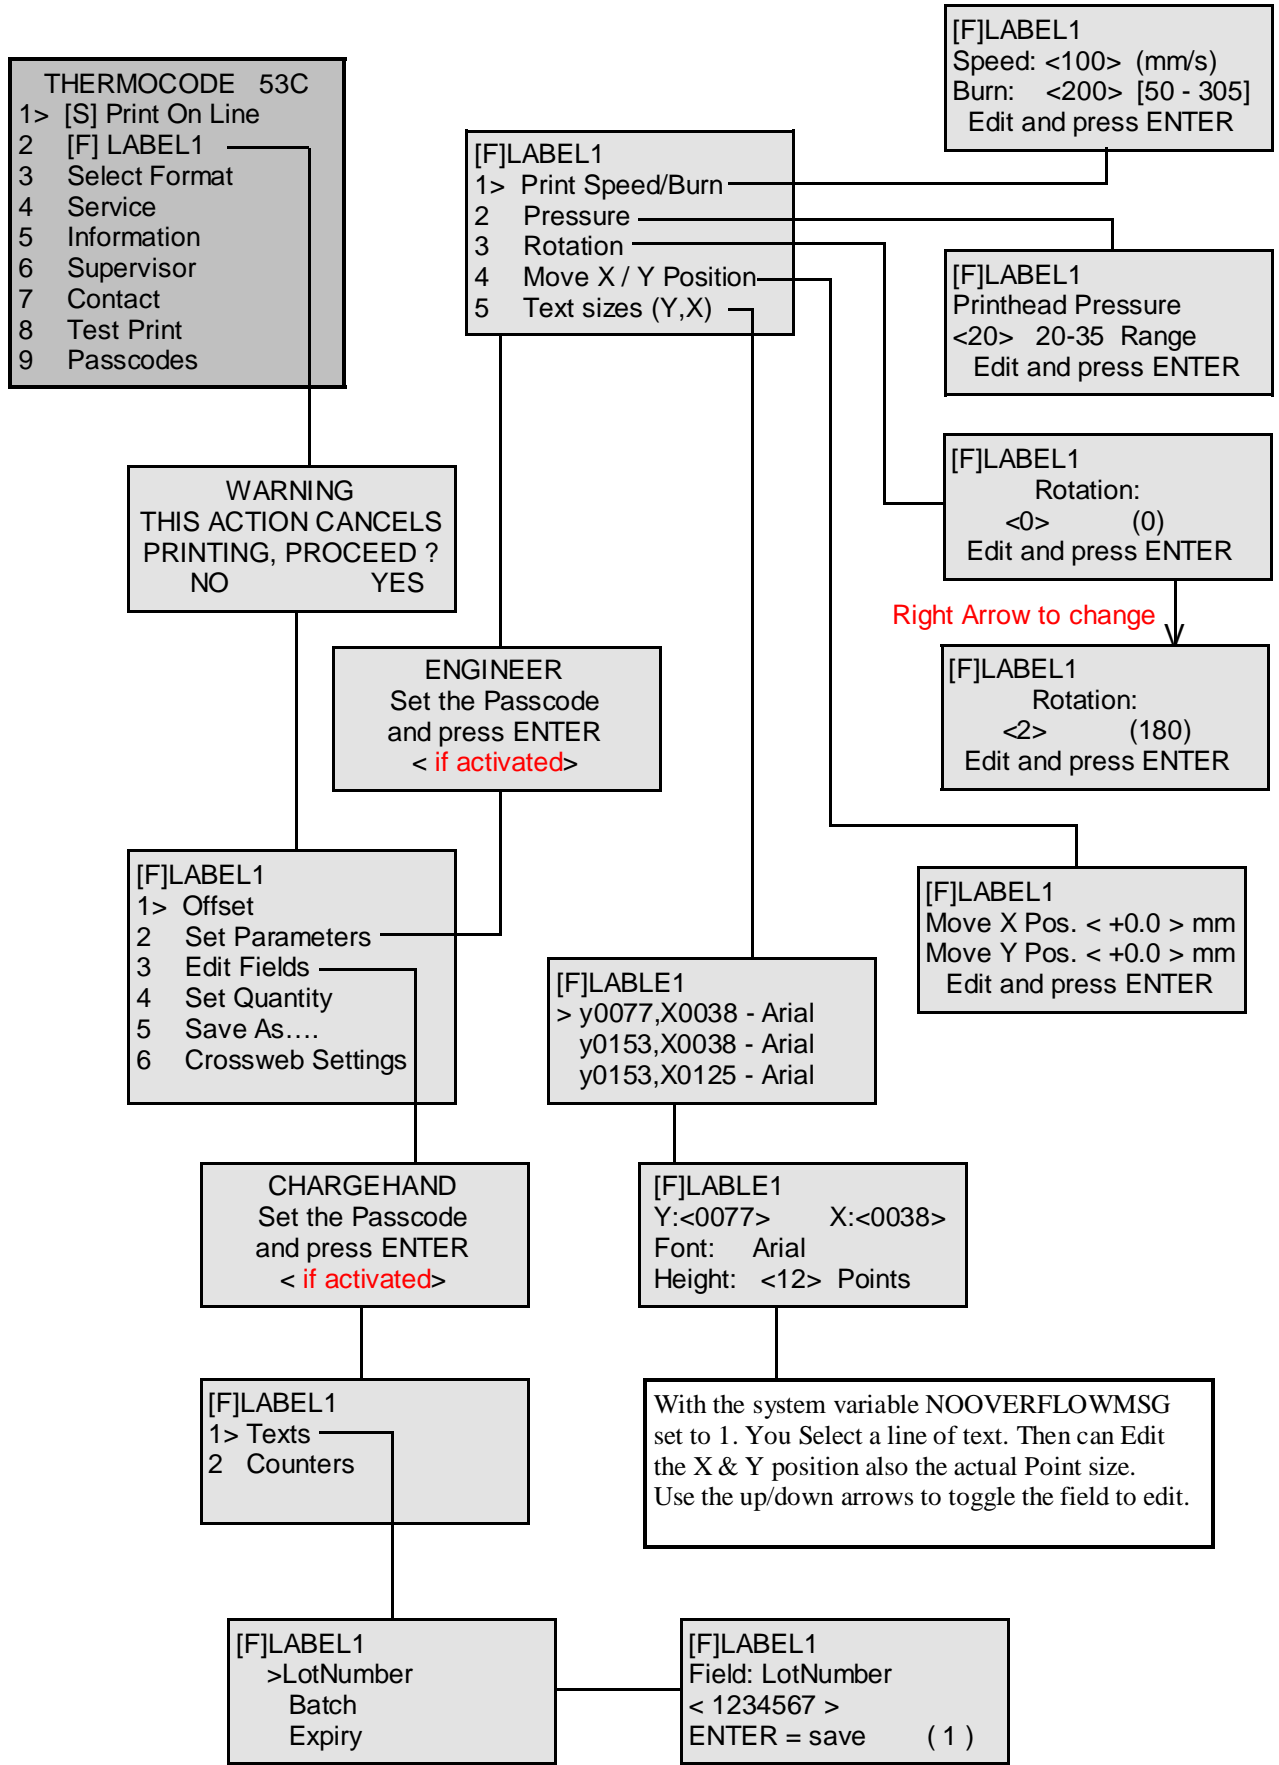 THERMOCODE 53C
1> [S] Print On Line
2 [F] LABEL1
3 Select Format
4 Service
5 Information
6 Supervisor
7 Contact
8 Test Print
9 Passcodes
[F]LABEL1
1> Print Speed/Burn
2 Pressure
3 Rotation
4 Move X / Y Position
5 Text sizes (Y,X)
[F]LABEL1
Speed: <100> (mm/s)
Burn: <200> [50 - 305]
Edit and press ENTER
[F]LABEL1
Printhead Pressure
<20> 20-35 Range
Edit and press ENTER
[F]LABEL1
Rotation:
<0> (0)
Edit and press ENTER
Right Arrow to change
[F]LABEL1
Rotation:
<2> (180)
Edit and press ENTER
WARNING
THIS ACTION CANCELS
PRINTING, PROCEED ?
NO YES
ENGINEER
Set the Passcode
and press ENTER
< if activated>
[F]LABEL1
1> Offset
2 Set Parameters
3 Edit Fields
4 Set Quantity
5 Save As....
6 Crossweb Settings
[F]LABEL1
Move X Pos. < +0.0 > mm
Move Y Pos. < +0.0 > mm
Edit and press ENTER
[F]LABLE1
> y0077,X0038 - Arial
y0153,X0038 - Arial
y0153,X0125 - Arial
CHARGEHAND
Set the Passcode
and press ENTER
< if activated>
[F]LABLE1
Y:<0077> X:<0038>
Font: Arial
Height: <12> Points
[F]LABEL1
1> Texts
2 Counters
With the system variable NOOVERFLOWMSG
set to 1. You Select a line of text. Then can Edit
the X & Y position also the actual Point size.
Use the up/down arrows to toggle the field to edit.
[F]LABEL1
>LotNumber
Batch
Expiry
[F]LABEL1
Field: LotNumber
< 1234567 >
ENTER = save ( 1 )